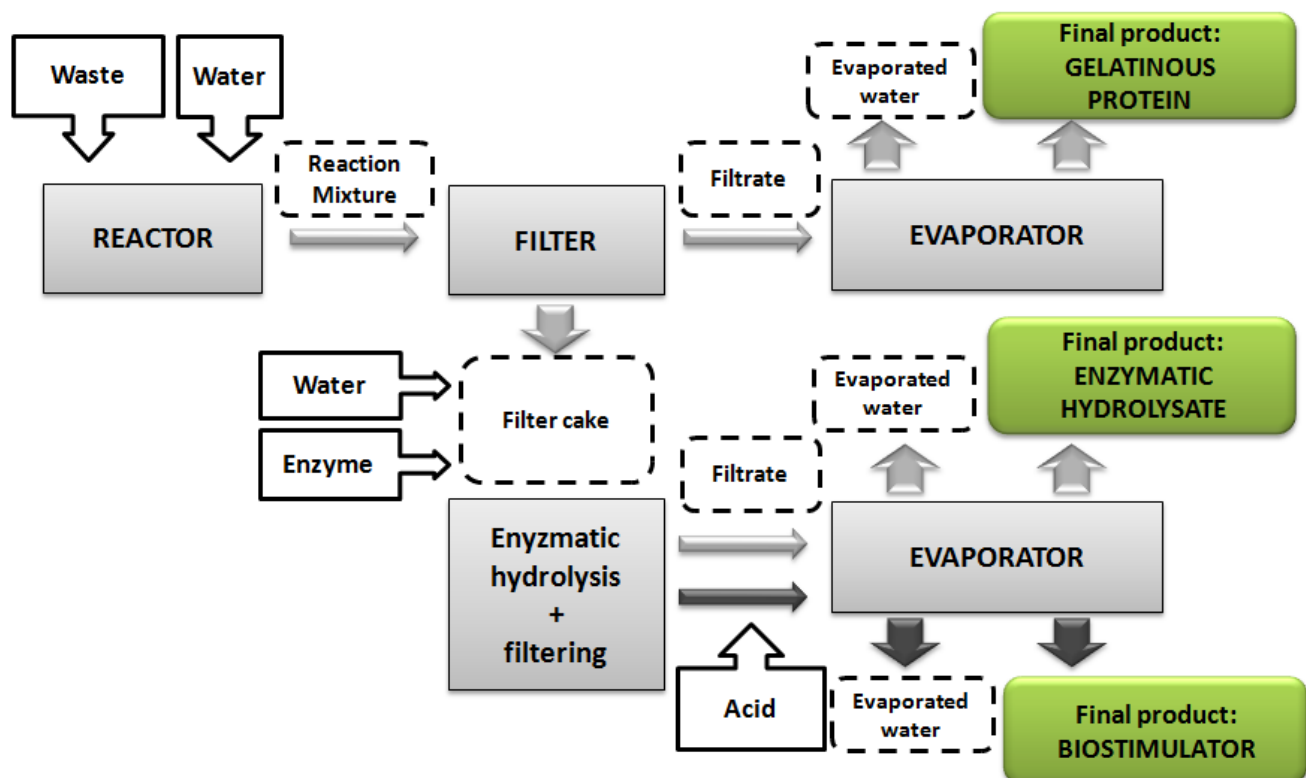 Waste
Water
Reaction
Mixture
REACTOR
FILTER
Filtrate
Evaporated
water
Final product:
GELATINOUS
PROTEIN
EVAPORATOR
Water
Enzyme
Filter cake
Enyzmatic
hydrolysis
+
filtering
Filtrate
Evaporated
water
Final product:
ENZYMATIC
HYDROLYSATE
EVAPORATOR
Acid
Evaporated
water
Final product:
BIOSTIMULATOR